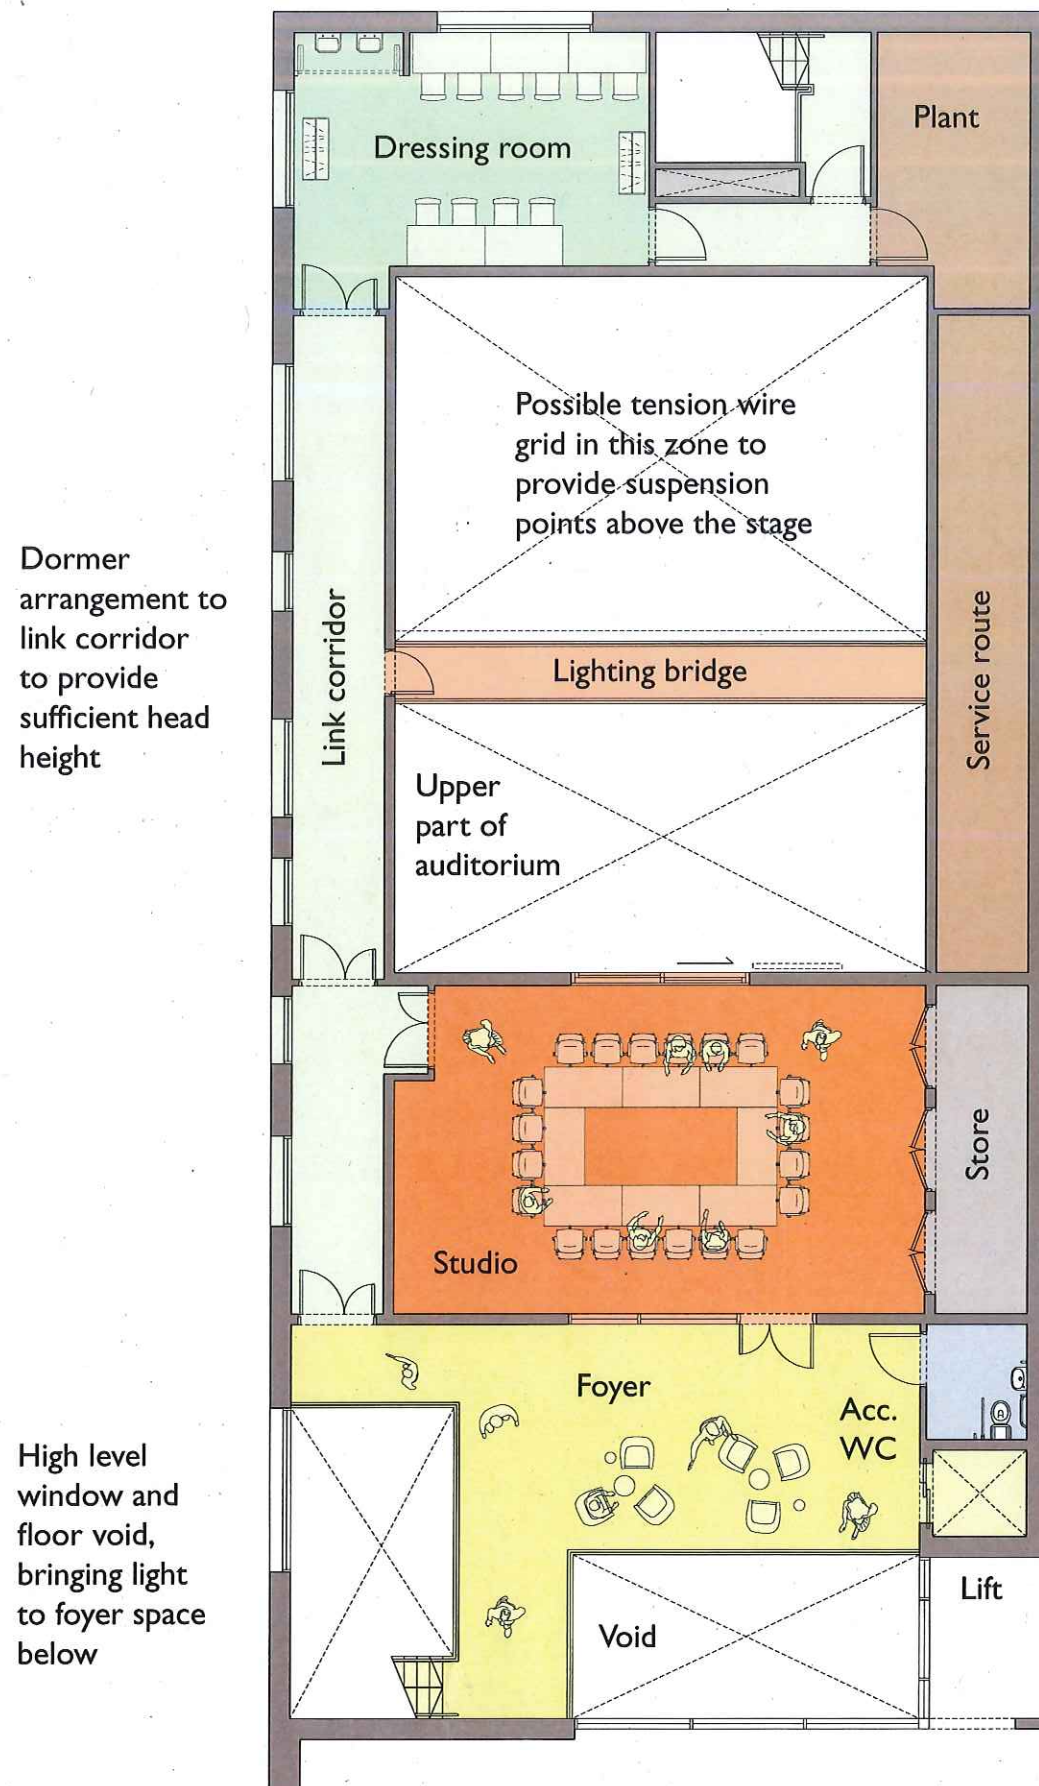 Dressing room
Plant
Possible tension wire
grid in this zone to
provide suspension
points above the stage
Dormer
arrangement to
link corridor
to provide
sufficient head
height
Link corridor
Lighting bridge
Service route
Upper
part of
auditorium
Store
Studio
Foyer
Acc.
WC
High level
window and
floor void,
bringing light
to foyer space
below
Lift
Void